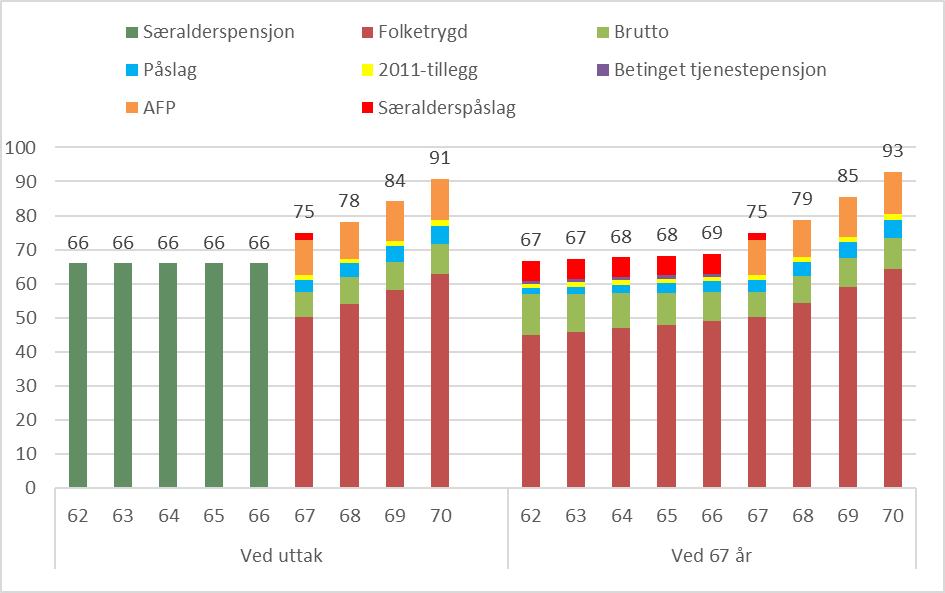 Særalderspensjon Folketrygd Brutto
Påslag 2011-tillegg Betinget tjenestepensjon
AFP Særalderspåslag
100
90
80
70
60
50
40
30
20
10
0
66 66 66 66 66 75 78 84 91 67 67 68 68 69 75 79 85 93
62 63 64 65 66 67 68 69 70 62 63 64 65 66 67 68 69 70
Ved uttak Ved 67 år